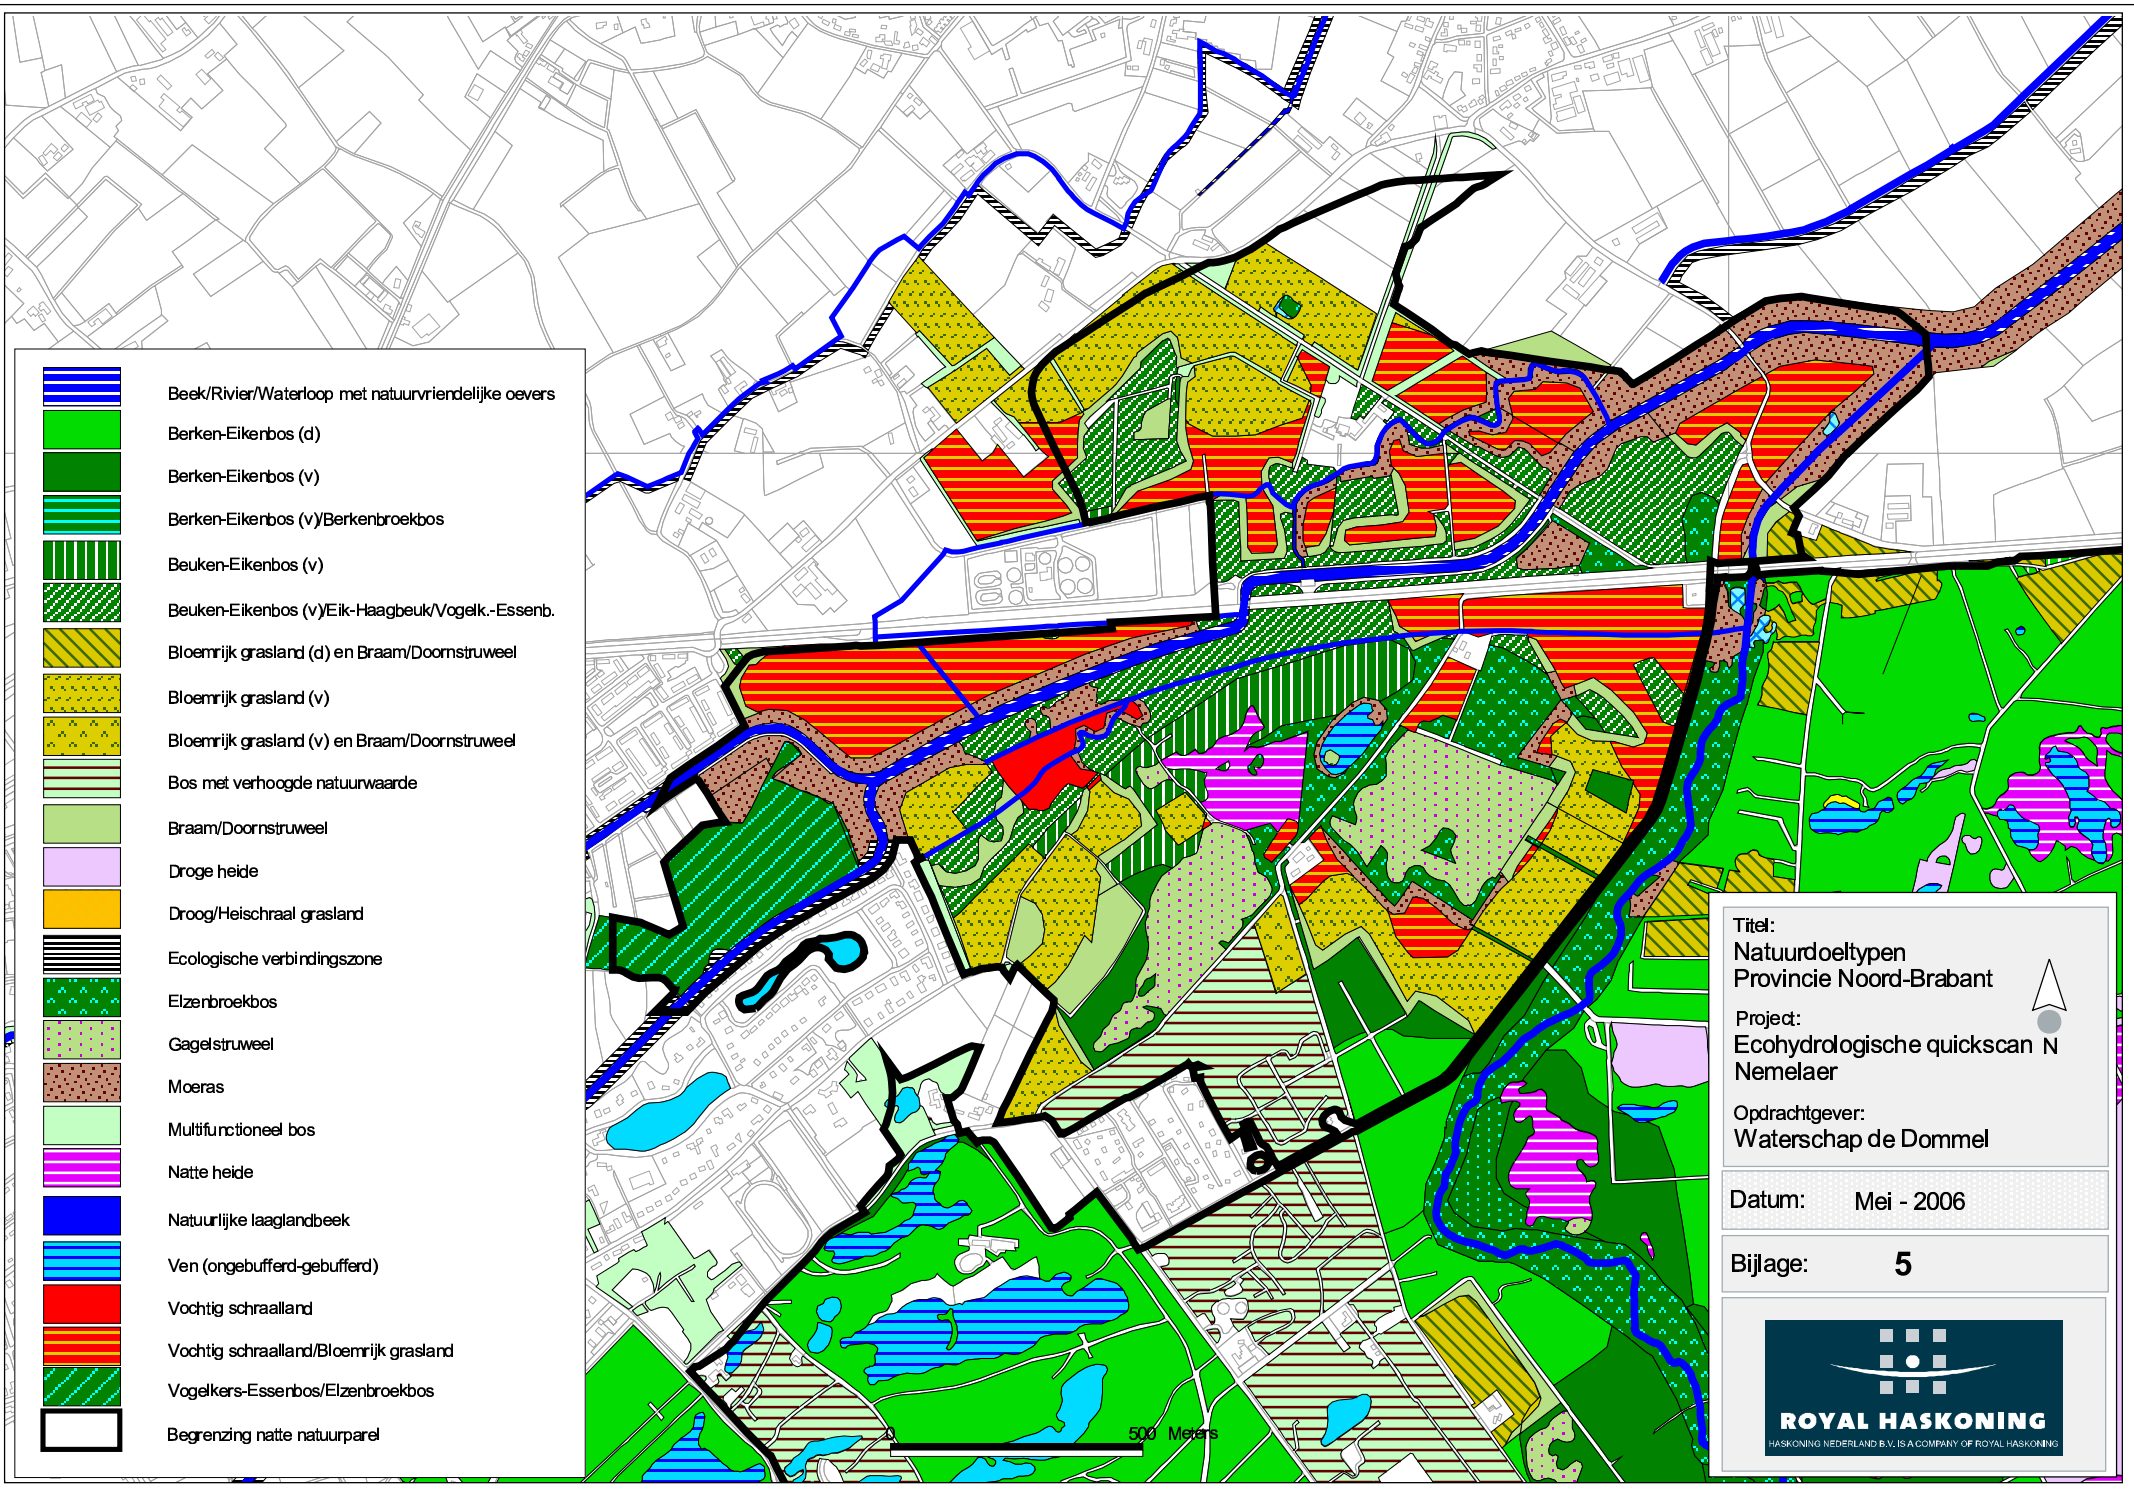 Beek/Rivier/Waterloop met natuurvriendelijke oevers
Berken-Eikenbos (d)
Berken-Eikenbos (v)
Berken-Eikenbos (v)/Berkenbroekbos
Beuken-Eikenbos (v)
Beuken-Eikenbos (v)/Eik-Haagbeuk/Vogelk.-Essenb.
Bloemrijk grasland (d) en Braam/Doornstruweel
Bloemrijk grasland (v)
Bloemrijk grasland (v) en Braam/Doornstruweel
Bos met verhoogde natuurwaarde
Braam/Doornstruweel
Droge heide
Droog/Heischraal grasland
Ecologische verbindingszone
Elzenbroekbos
Gagelstruweel
Moeras
Multifunctioneel bos
Natte heide
Natuurlijke laaglandbeek
Ven (ongebufferd-gebufferd)
Vochtig schraalland
Vochtig schraalland/Bloemrijk grasland
Vogelkers-Essenbos/Elzenbroekbos
Begrenzing natte natuurparel
0 500 Meters
Titel:
Natuurdoeltypen
Provincie Noord-Brabant
Project:
Ecohydrologische quickscan
Nemelaer
N
Opdrachtgever:
Waterschap de Dommel
Datum: Mei - 2006
Bijlage: 5
ROYAL HASKONING
HASKONING NEDERLAND B.V. IS A COMPANY OF ROYAL HASKONING